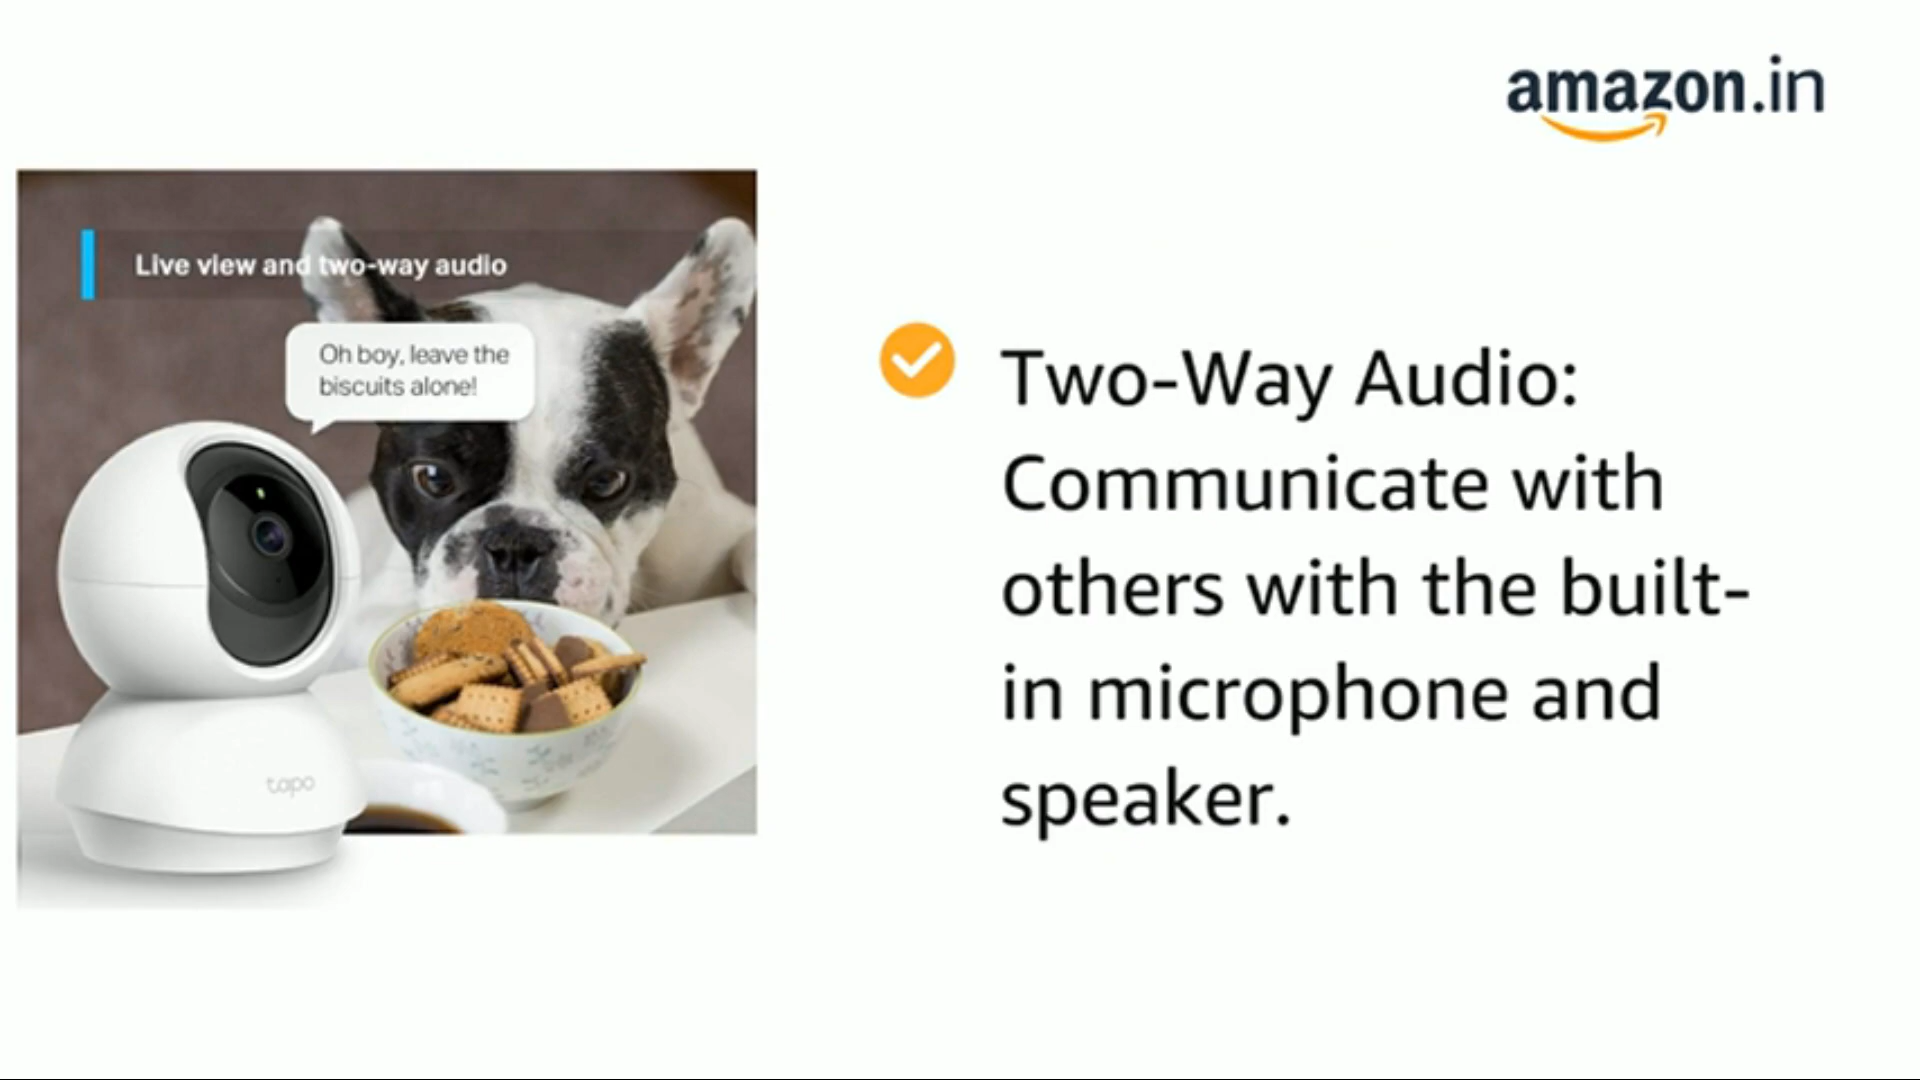 amazon.in
Live view and two-way audio
Oh boy, leave the
biscuits alone!
tapo
Two-Way Audio:
Communicate with
others with the built-
in microphone and
speaker.